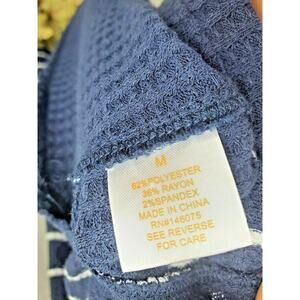 M
62%POLYESTER
36% RAYON
2%SPANDEX
MADE IN CHINA
RN#146075
SEE REVERSE
FOR CARE